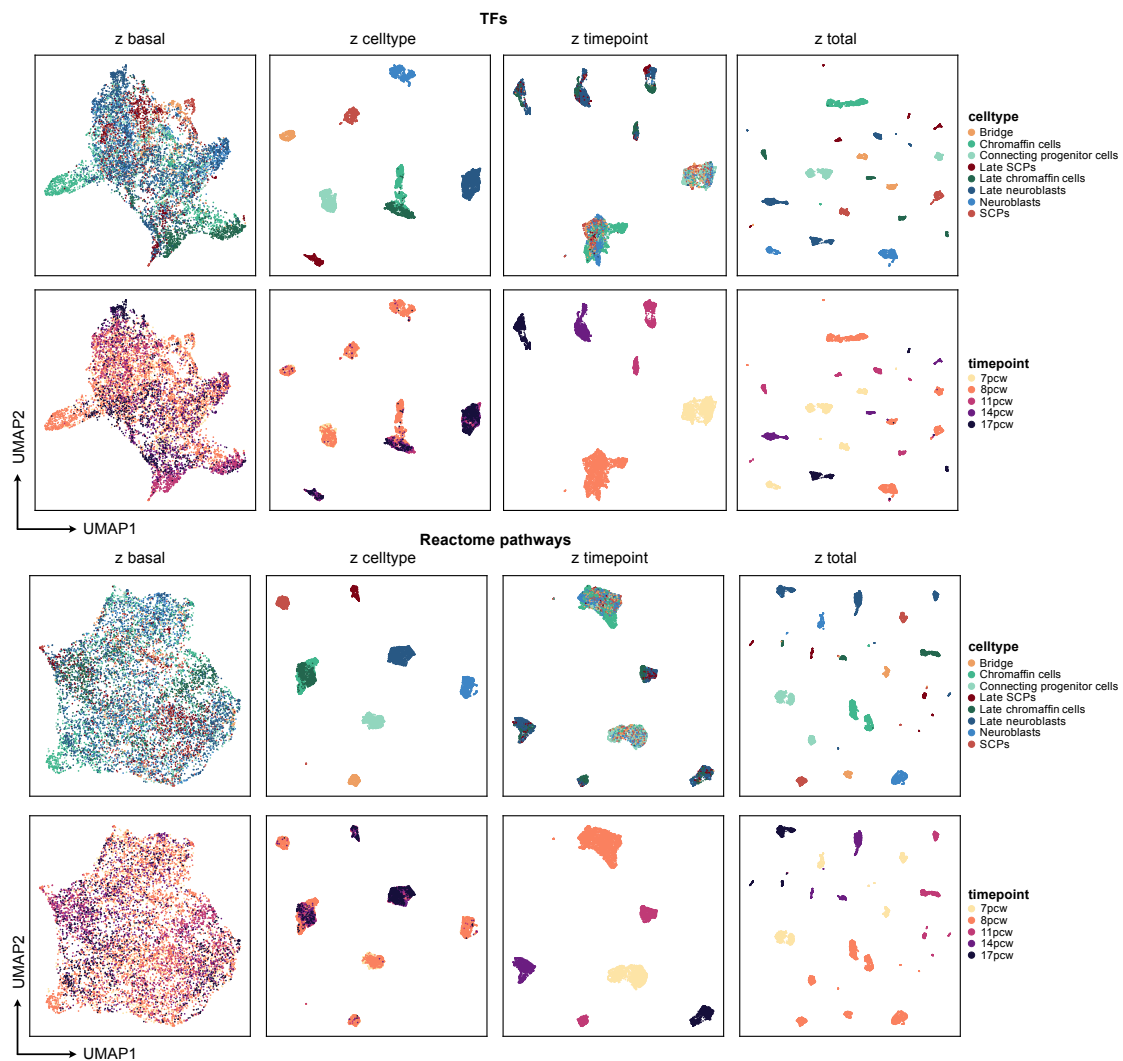 TFs
z basal
z celltype
z timepoint
z total
celltype
Bridge
Chromaffin cells
Connecting progenitor cells
Late SCPs
Late chromaffin cells
Late neuroblasts
Neuroblasts
SCPs
timepoint
7pcw
8pcw
11pcw
14pcw
17pcw
UMAP2
UMAP1
Reactome pathways
z basal
z celltype
z timepoint
z total
celltype
Bridge
Chromaffin cells
Connecting progenitor cells
Late SCPs
Late chromaffin cells
Late neuroblasts
Neuroblasts
SCPs
timepoint
7pcw
8pcw
11pcw
14pcw
17pcw
UMAP2
UMAP1